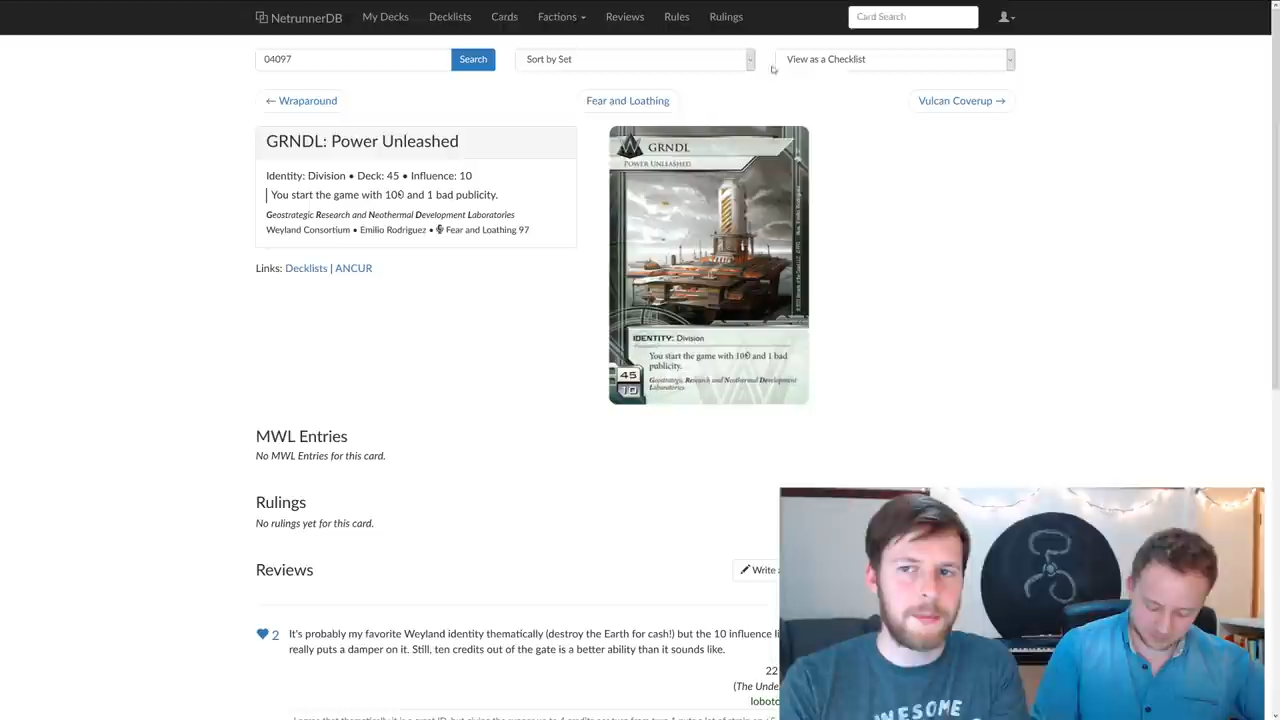 NetrunnerDB My Decks Decklists Cards Factions Reviews Rules Rulings Card Search
04097 Search Sort by Set View as a Checklist
← Wraparound Fear and Loathing Vulcan Coverup →
GRNDL: Power Unleashed
Identity: Division • Deck: 45 • Influence: 10
You start the game with 10 and 1 bad publicity.
Geostrategic Research and Neothermal Development Laboratories
Weyland Consortium • Emilio Rodriguez • Fear and Loathing 97
Links: Decklists | ANCUR
GRNDL
POWER UNLEASHED
IDENTITY: Division
You start the game with 10 and 1 bad
publicity.
Geostrategic Research and Neothermal Development
Laboratories
45
10
MWL Entries
No MWL Entries for this card.
Rulings
No rulings yet for this card.
Reviews
Write a
2 It's probably my favorite Weyland identity thematically (destroy the Earth for cash!) but the 10 influence li
really puts a damper on it. Still, ten credits out of the gate is a better ability than it sounds like.
22
(The Unde
loboto
AWESOME